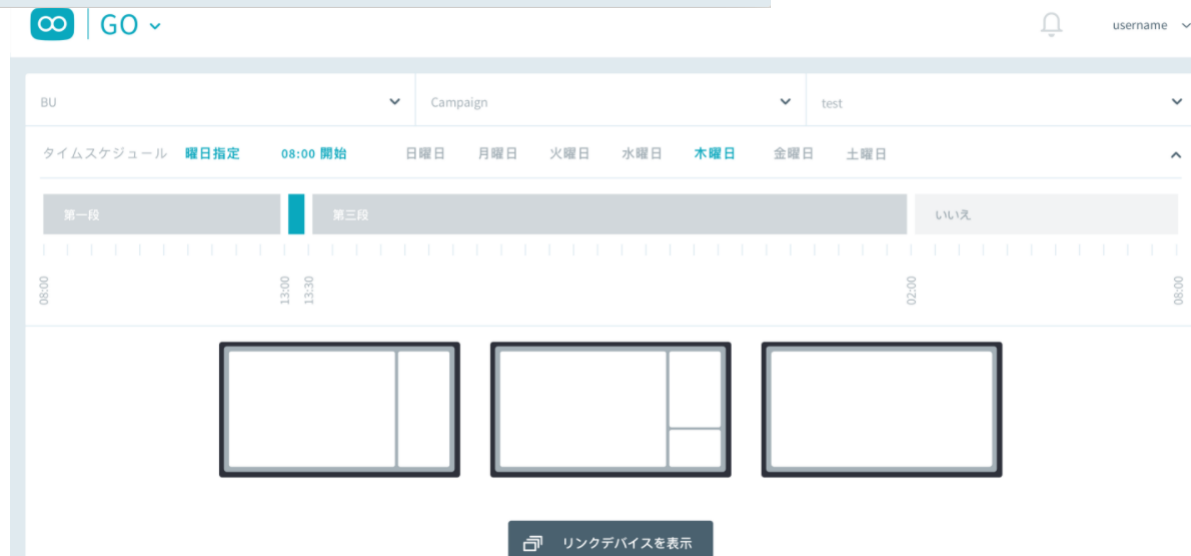 GO
username
BU Campaign test
タイムスケジュール 曜日指定 08:00 開始 日曜日 月曜日 火曜日 水曜日 木曜日 金曜日 土曜日
第一段 第三段 いいえ
08:00 13:00 13:30 02:00 08:00
リンクデバイスを表示